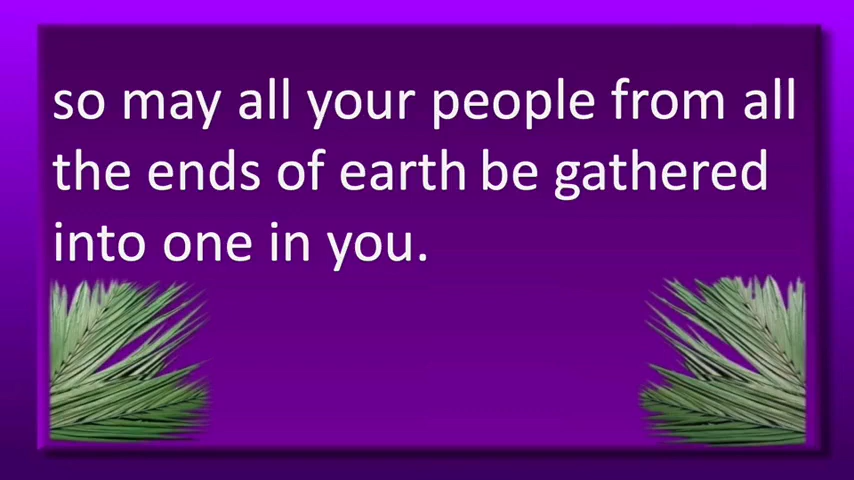 so may all your people from all
the ends of earth be gathered
into one in you.